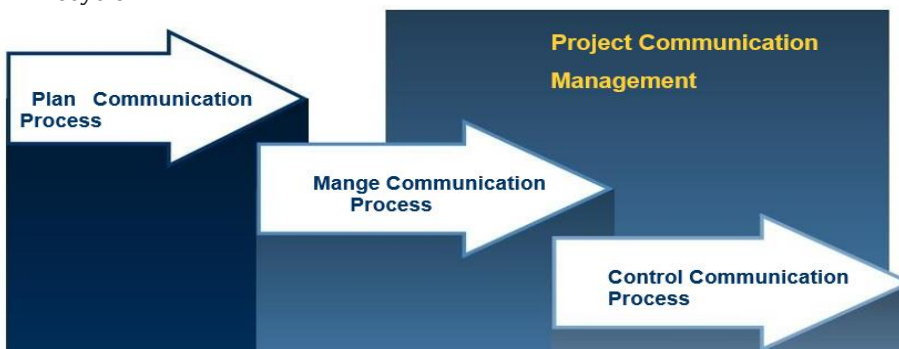 Project Communication
Management
Plan Communication
Process
Mange Communication
Process
Control Communication
Process